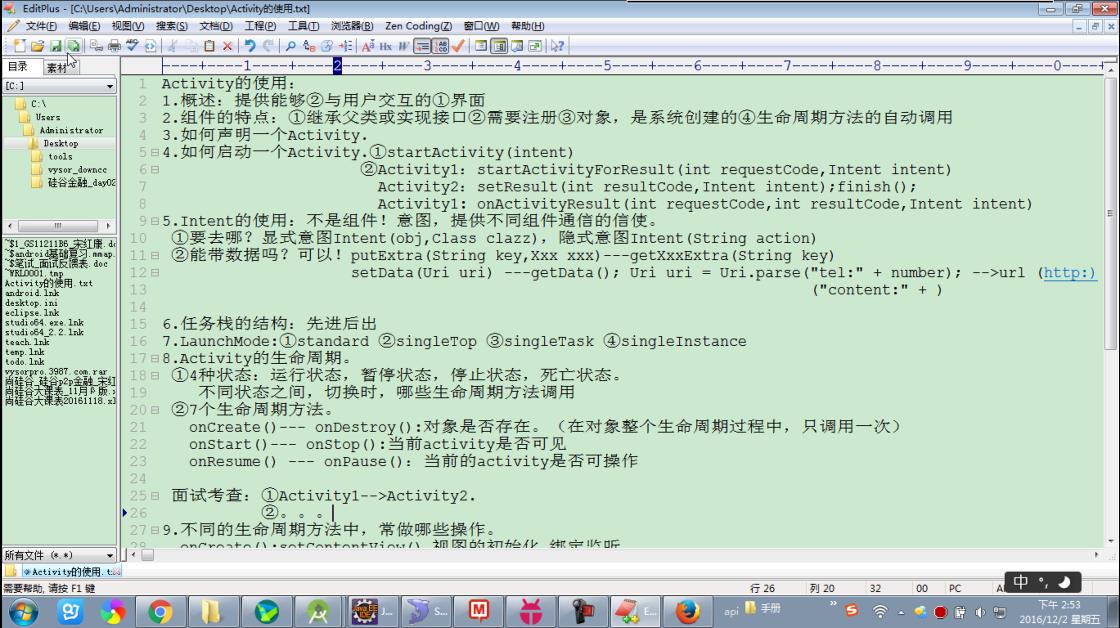 EditPlus - [C:\Users\Administrator\Desktop\Activity的使用.txt]
文件(F) 编辑(E) 视图(V) 搜索(S) 文档(D) 工程(P) 工具(T) 浏览器(B) Zen Coding(Z) 窗口(W) 帮助(H)
目录 素材
[C:]
C:\
Users
Administrator
Desktop
tools
vysor_downcc
硅谷金融_day02
~$1_GS11211B6_宋红康.do
~$android基础复习.mmap
~$笔试_面试反馈表.doc
~WRL0001.tmp
Activity的使用.txt
android.lnk
desktop.ini
eclipse.lnk
studio64.exe.lnk
studio64_2.2.lnk
teach.lnk
temp.lnk
todo.lnk
vysorpro.3987.com.rar
尚硅谷_硅谷p2p金融_宋红
尚硅谷大课表_11月β版.x
尚硅谷大课表20161118.xl
所有文件 (*.*)
----+----1----+----2----+----3----+----4----+----5----+----6----+----7----+----8----+----9----+----0----+
1 Activity的使用：
2 1.概述：提供能够②与用户交互的①界面
3 2.组件的特点：①继承父类或实现接口②需要注册③对象，是系统创建的④生命周期方法的自动调用
4 3.如何声明一个Activity.
5 4.如何启动一个Activity.①startActivity(intent)
6 ②Activity1: startActivityForResult(int requestCode,Intent intent)
7 Activity2: setResult(int resultCode,Intent intent);finish();
8 Activity1: onActivityResult(int requestCode,int resultCode,Intent intent)
9 5.Intent的使用：不是组件！意图，提供不同组件通信的信使。
10 ①要去哪？显式意图Intent(obj,Class clazz)，隐式意图Intent(String action)
11 ②能带数据吗？可以！putExtra(String key,Xxx xxx)---getXxxExtra(String key)
12 setData(Uri uri) ---getData(); Uri uri = Uri.parse("tel:" + number); -->url (http:)
13 ("content:" + )
14
15 6.任务栈的结构：先进后出
16 7.LaunchMode:①standard ②singleTop ③singleTask ④singleInstance
17 8.Activity的生命周期。
18 ①4种状态：运行状态，暂停状态，停止状态，死亡状态。
19 不同状态之间，切换时，哪些生命周期方法调用
20 ②7个生命周期方法。
21 onCreate()--- onDestroy():对象是否存在。（在对象整个生命周期过程中，只调用一次）
22 onStart()--- onStop():当前activity是否可见
23 onResume() --- onPause()：当前的activity是否可操作
24
25 面试考查：①Activity1-->Activity2.
26 ②。。。
27 9.不同的生命周期方法中，常做哪些操作。
28 onCreate():setContentView() 视图的初始化 绑定监听
Activity的使用.t
需要帮助, 请按 F1 键 行 26 列 20 32 00 PC
中 °,
api 手册
下午 2:53
2016/12/2 星期五